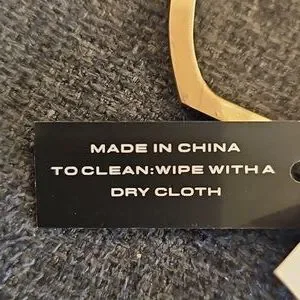 MADE IN CHINA
TO CLEAN:WIPE WITH A
DRY CLOTH